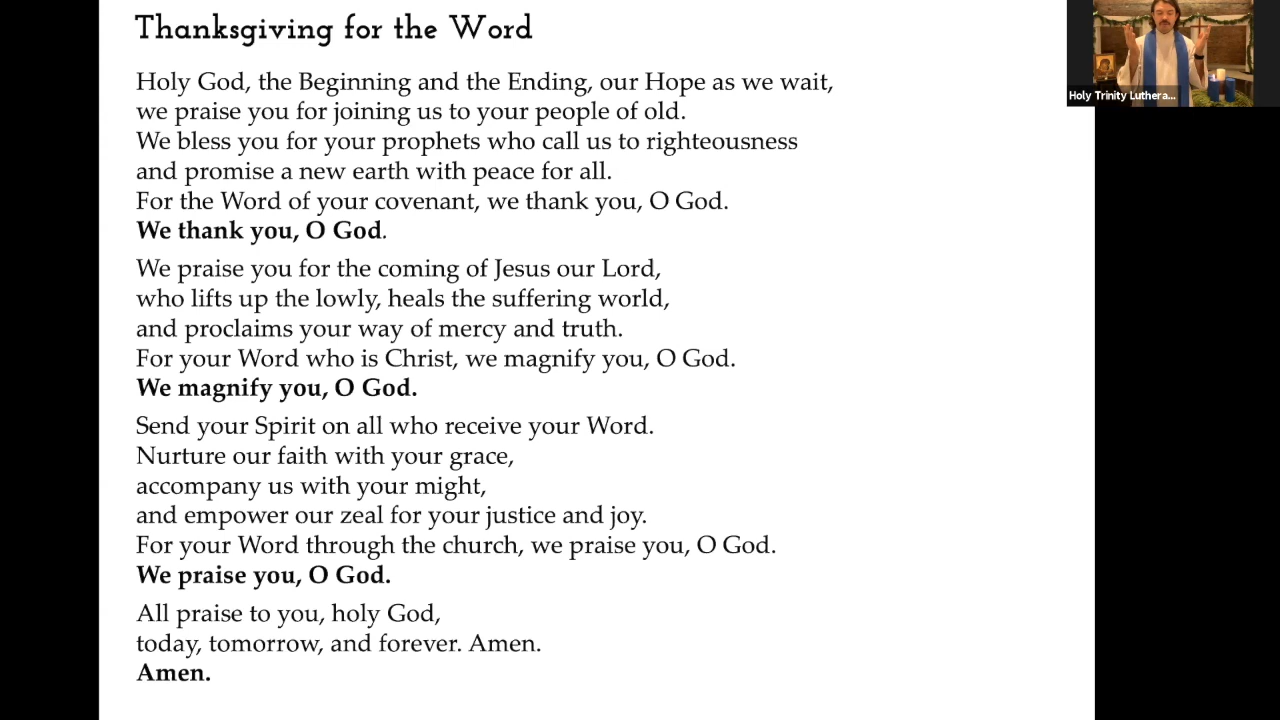 Thanksgiving for the Word
Holy God, the Beginning and the Ending, our Hope as we wait,
we praise you for joining us to your people of old.
We bless you for your prophets who call us to righteousness
and promise a new earth with peace for all.
For the Word of your covenant, we thank you, O God.
We thank you, O God.
We praise you for the coming of Jesus our Lord,
who lifts up the lowly, heals the suffering world,
and proclaims your way of mercy and truth.
For your Word who is Christ, we magnify you, O God.
We magnify you, O God.
Send your Spirit on all who receive your Word.
Nurture our faith with your grace,
accompany us with your might,
and empower our zeal for your justice and joy.
For your Word through the church, we praise you, O God.
We praise you, O God.
All praise to you, holy God,
today, tomorrow, and forever. Amen.
Amen.
Holy Trinity Luthera...